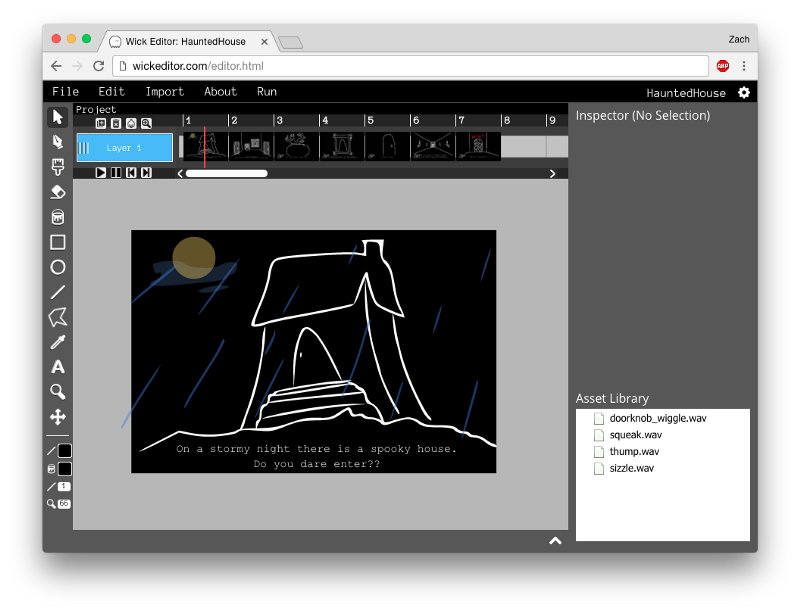 Wick Editor: HauntedHouse
Zach
wickeditor.com/editor.html
ABP
File Edit Import About Run
HauntedHouse
Project
1 2 3 4 5 6 7 8 9
Layer 1
Inspector (No Selection)
A
On a stormy night there is a spooky house.
Do you dare enter??
1
66
Asset Library
doorknob_wiggle.wav
squeak.wav
thump.wav
sizzle.wav